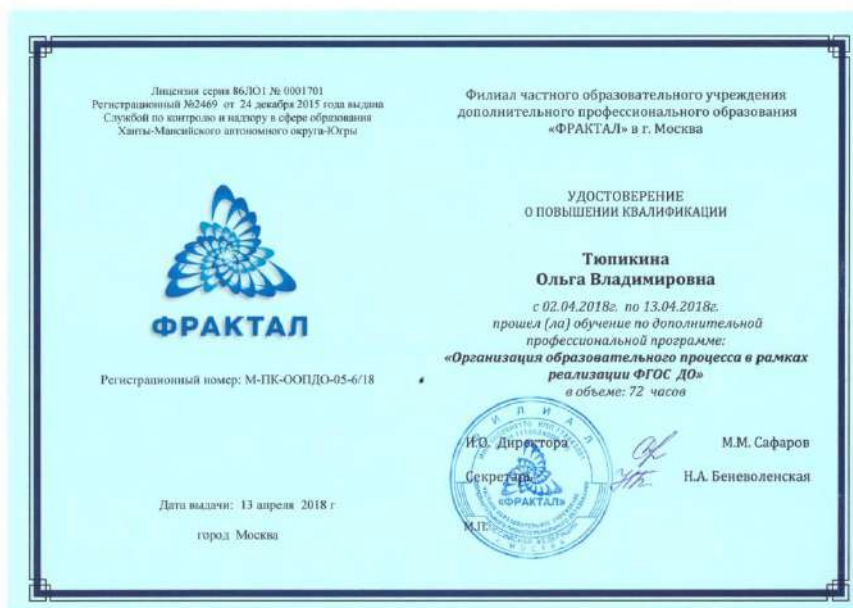 Лицензия серия 86ЛО1 № 0001701
Регистрационный №2469 от 24 декабря 2015 года выдана
Службой по контролю и надзору в сфере образования
Ханты-Мансийского автономного округа-Югры
ФРАКТАЛ
Регистрационный номер: М-ПК-ООПДО-05-6/18
Дата выдачи: 13 апреля 2018 г
город Москва
Филиал частного образовательного учреждения
дополнительного профессионального образования
«ФРАКТАЛ» в г. Москва
УДОСТОВЕРЕНИЕ
О ПОВЫШЕНИИ КВАЛИФИКАЦИИ
Тюпикина
Ольга Владимировна
с 02.04.2018г. по 13.04.2018г.
прошел (ла) обучение по дополнительной
профессиональной программе:
«Организация образовательного процесса в рамках
реализации ФГОС ДО»
в объеме: 72 часов
И.О. Директора М.М. Сафаров
Секретарь Н.А. Беневоленская
М.П.
ФИЛИАЛ
«ФРАКТАЛ»
МОСКВА